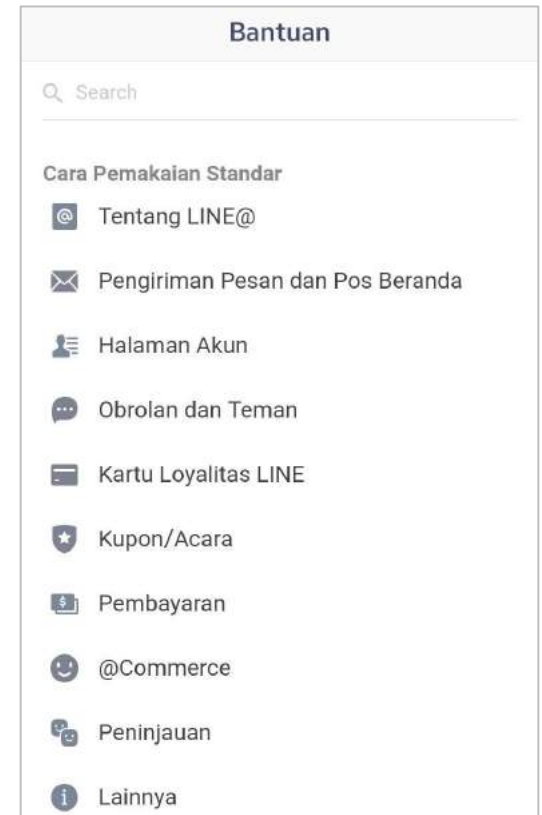 Bantuan
Search
Cara Pemakaian Standar
Tentang LINE@
Pengiriman Pesan dan Pos Beranda
Halaman Akun
Obrolan dan Teman
Kartu Loyalitas LINE
Kupon/Acara
Pembayaran
@Commerce
Peninjauan
Lainnya